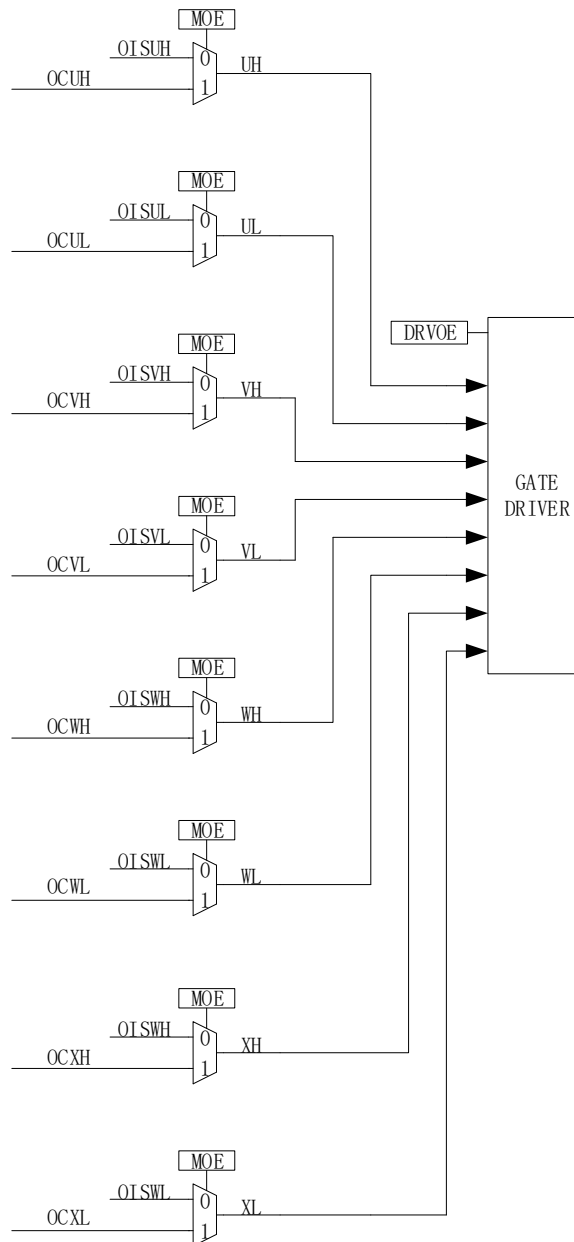 MOE
OISUH
0
UH
OCUH
1
MOE
OISUL
0
UL
OCUL
1
DRVOE
MOE
OISVH
0
VH
OCVH
1
GATE
DRIVER
MOE
OISVL
0
VL
OCVL
1
MOE
OISWH
0
WH
OCWH
1
MOE
OISWL
0
WL
OCWL
1
MOE
OISWH
0
XH
OCXH
1
MOE
OISWL
0
XL
OCXL
1